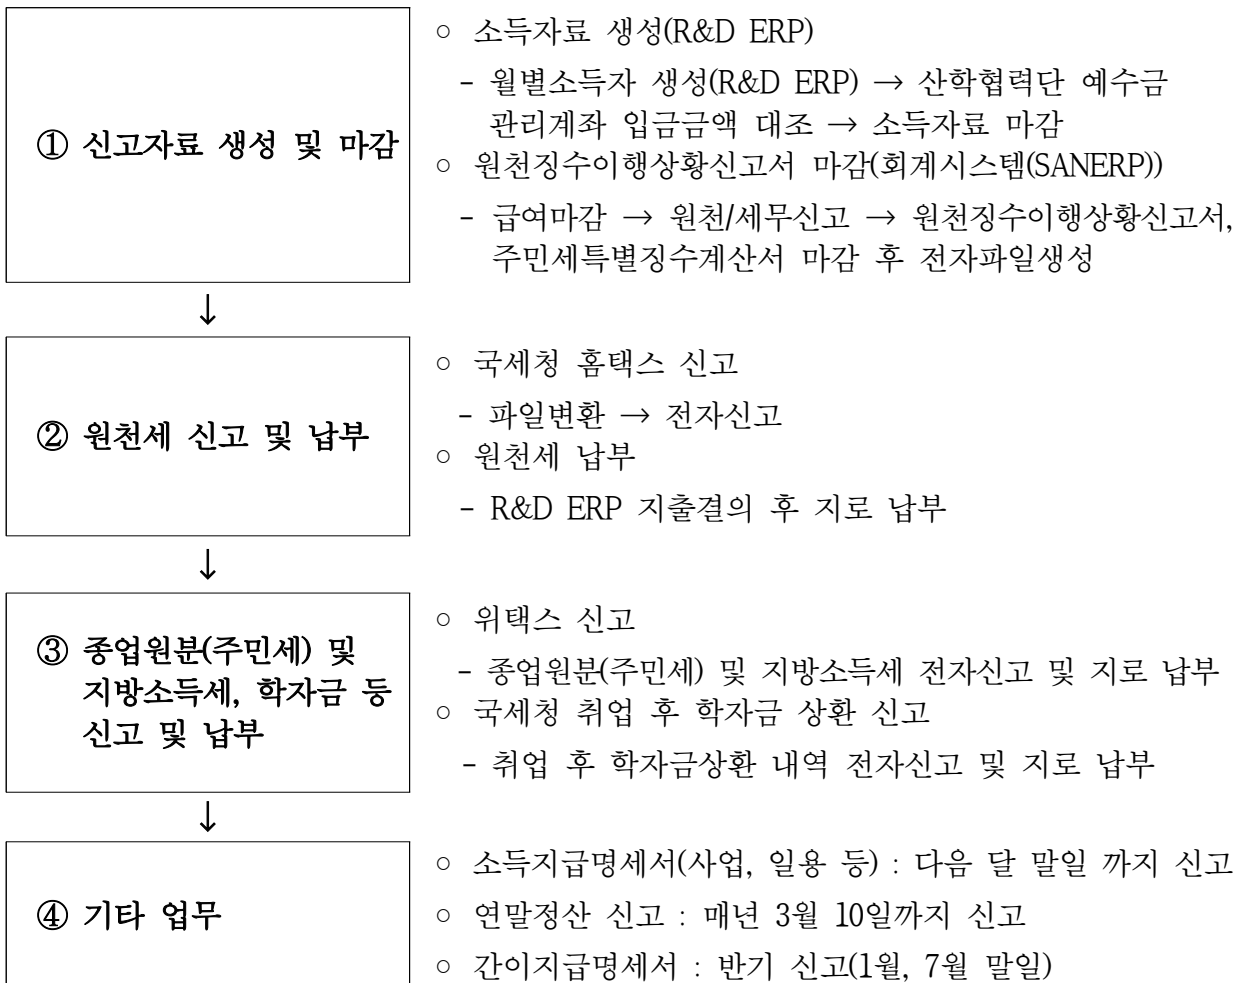 ① 신고자료 생성 및 마감
○ 소득자료 생성(R&D ERP)
- 월별소득자 생성(R&D ERP) → 산학협력단 예수금
관리계좌 입금금액 대조 → 소득자료 마감
○ 원천징수이행상황신고서 마감(회계시스템(SANERP))
- 급여마감 → 원천/세무신고 → 원천징수이행상황신고서,
주민세특별징수계산서 마감 후 전자파일생성
↓
② 원천세 신고 및 납부
○ 국세청 홈택스 신고
- 파일변환 → 전자신고
○ 원천세 납부
- R&D ERP 지출결의 후 지로 납부
↓
③ 종업원분(주민세) 및
지방소득세, 학자금 등
신고 및 납부
○ 위택스 신고
- 종업원분(주민세) 및 지방소득세 전자신고 및 지로 납부
○ 국세청 취업 후 학자금 상환 신고
- 취업 후 학자금상환 내역 전자신고 및 지로 납부
↓
④ 기타 업무
○ 소득지급명세서(사업, 일용 등) : 다음 달 말일 까지 신고
○ 연말정산 신고 : 매년 3월 10일까지 신고
○ 간이지급명세서 : 반기 신고(1월, 7월 말일)